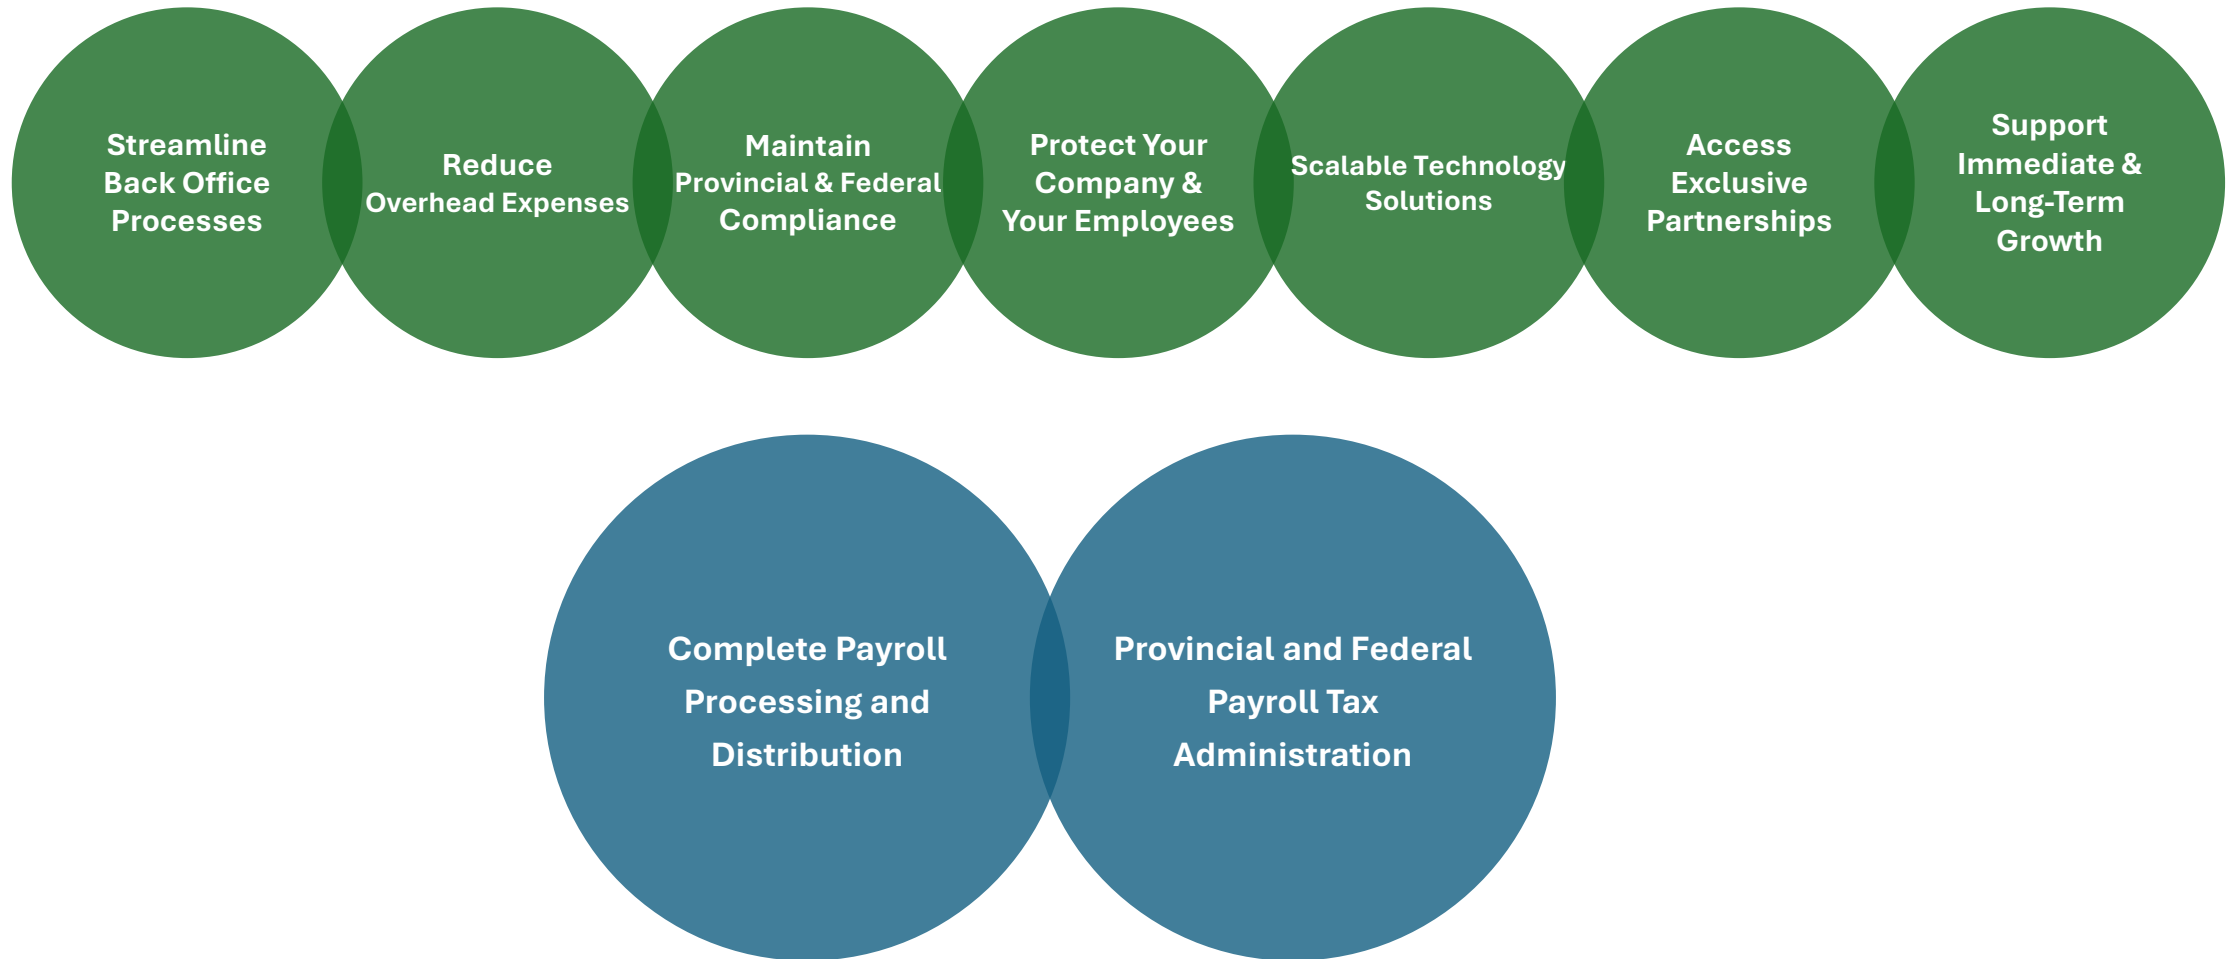 Streamline
Back Office
Processes
Reduce
Overhead Expenses
Maintain
Provincial & Federal
Compliance
Protect Your
Company &
Your Employees
Scalable Technology
Solutions
Access
Exclusive
Partnerships
Support
Immediate &
Long-Term
Growth
Complete Payroll
Processing and
Distribution
Provincial and Federal
Payroll Tax
Administration